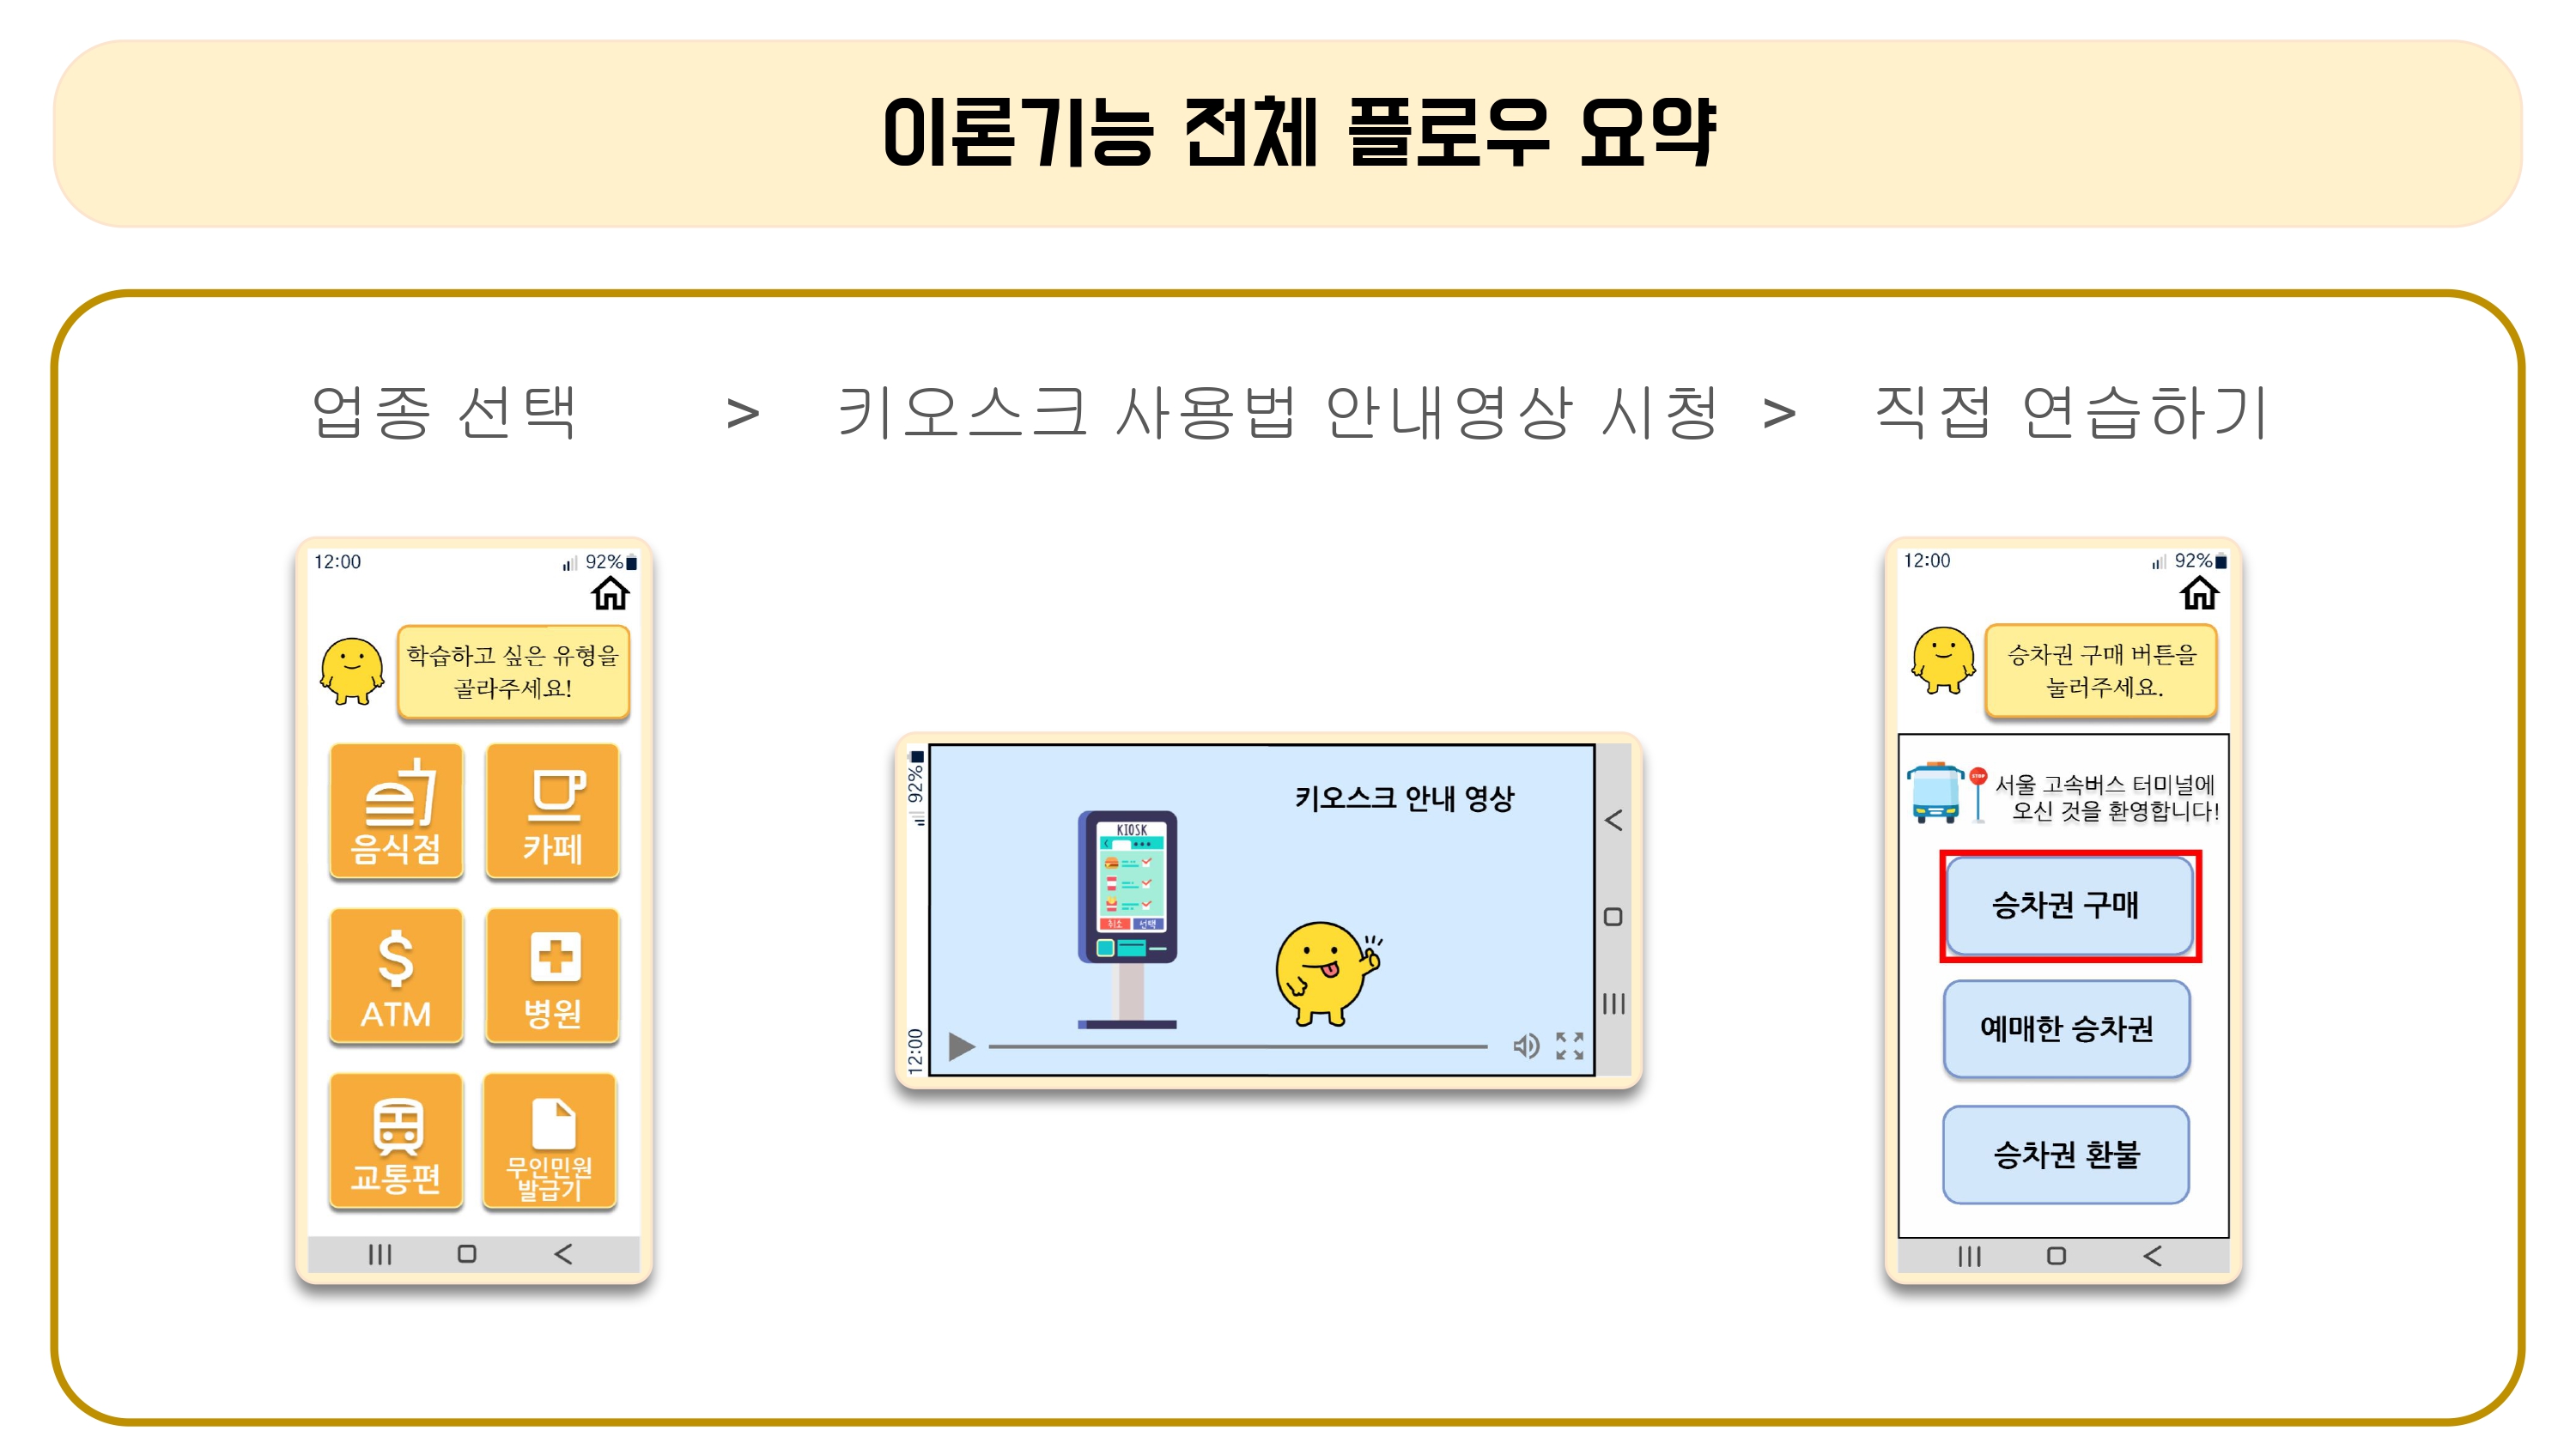 이론기능 전체 플로우 요약
업종 선택 > 키오스크 사용법 안내영상 시청 > 직접 연습하기
12:00 92%
학습하고 싶은 유형을
골라주세요!
음식점 카페
ATM 병원
교통편 무인민원
발급기
92%
12:00
키오스크 안내 영상
KIOSK
취소 선택
12:00 92%
승차권 구매 버튼을
눌러주세요.
STOP
서울 고속버스 터미널에
오신 것을 환영합니다!
승차권 구매
예매한 승차권
승차권 환불